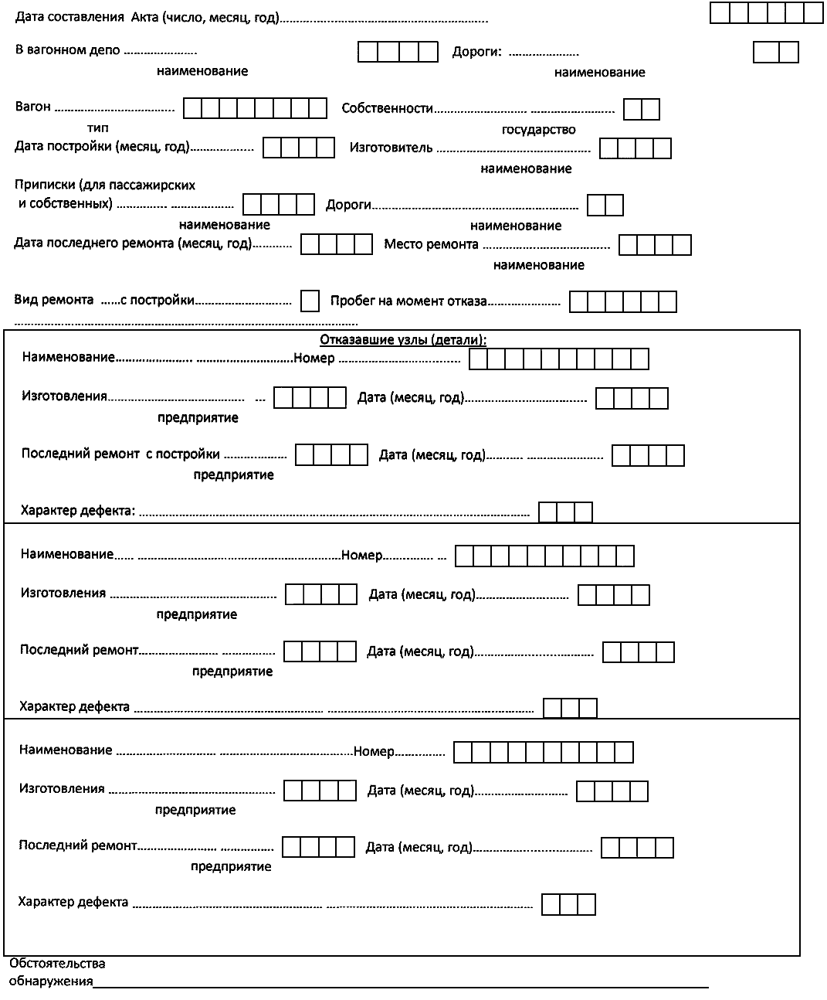 Дата составления  Акта (число, месяц, год)......................................................
В вагонном депо ..................... Дороги: ....................
наименование наименование
Вагон .................................. Собственности.......................... ........................
тип государство
Дата постройки (месяц, год).................. Изготовитель ............................................
наименование
Приписки (для пассажирских
и собственных) .............. .................. Дороги...........................................................
наименование наименование
Дата последнего ремонта (месяц, год)........... Место ремонта ....................................
наименование
Вид ремонта  ......с постройки.............................. Пробег на момент отказа.....................
...................................................................................................
Отказавшие узлы (детали):
Наименование...................... ............................Номер ...................................
Изготовления....................................... ... Дата (месяц, год)...................................
предприятие
Последний ремонт  с постройки .................. Дата (месяц, год).......... ......................
предприятие
Характер дефекта: ................................................................................................................
Наименование...... ..........................................................Номер............... ...
Изготовления ................................................ Дата (месяц, год)...........................
предприятие
Последний ремонт....................... ............... Дата (месяц, год)..................................
предприятие
Характер дефекта ...................................................... ...........................................................
Наименование ............................. ......................................Номер...............
Изготовления ................................................ Дата (месяц, год)...........................
предприятие
Последний ремонт....................... ............... Дата (месяц, год)..................................
предприятие
Характер дефекта ...................................................... ...........................................................
Обстоятельства
обнаружения